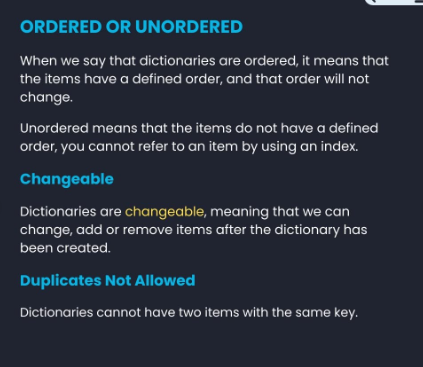 ORDERED OR UNORDERED
When we say that dictionaries are ordered, it means that
the items have a defined order, and that order will not
change.
Unordered means that the items do not have a defined
order, you cannot refer to an item by using an index.
Changeable
Dictionaries are changeable, meaning that we can
change, add or remove items after the dictionary has
been created.
Duplicates Not Allowed
Dictionaries cannot have two items with the same key.